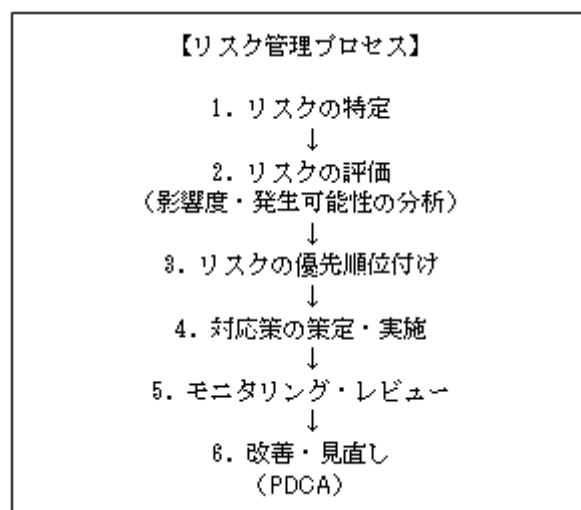 【リスク管理プロセス】
1. リスクの特定
↓
2. リスクの評価
（影響度・発生可能性の分析）
↓
3. リスクの優先順位付け
↓
4. 対応策の策定・実施
↓
5. モニタリング・レビュー
↓
6. 改善・見直し
（PDCA）